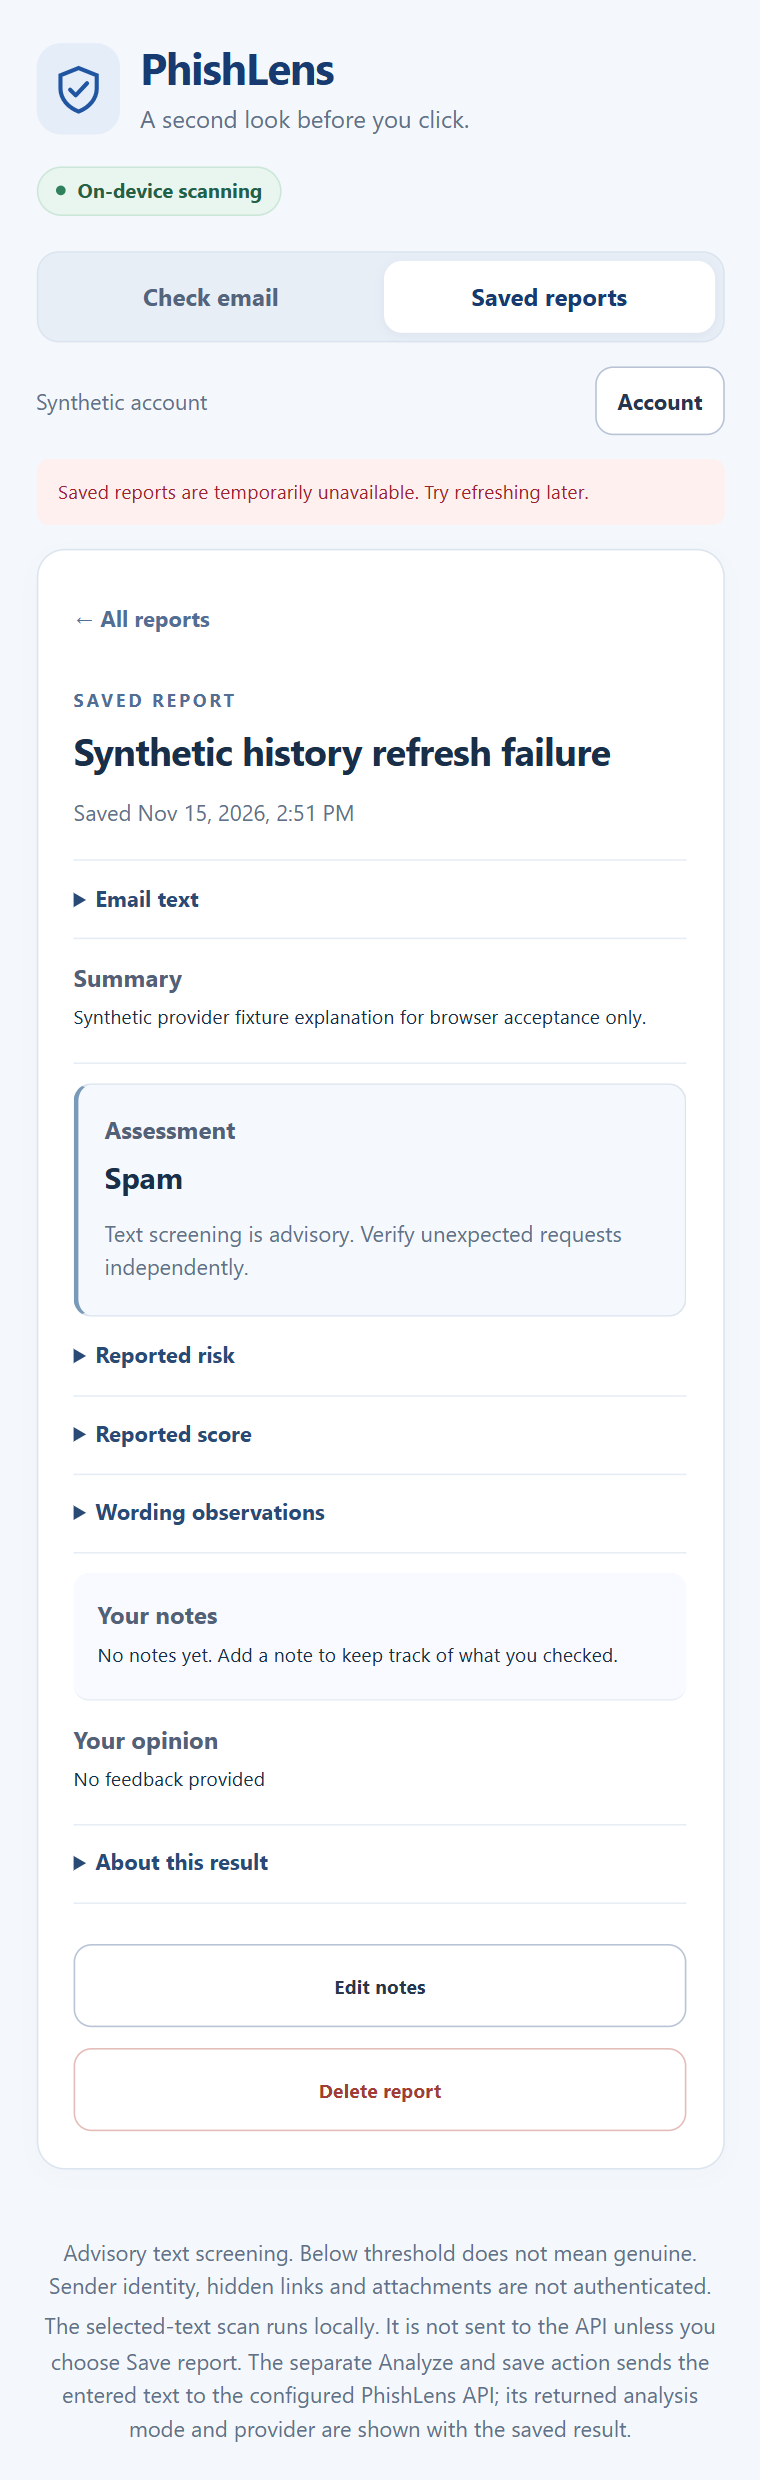 PhishLens
A second look before you click.
On-device scanning
Check email
Saved reports
Synthetic account
Account
Saved reports are temporarily unavailable. Try refreshing later.
← All reports
SAVED REPORT
Synthetic history refresh failure
Saved Nov 15, 2026, 2:51 PM
Email text
Summary
Synthetic provider fixture explanation for browser acceptance only.
Assessment
Spam
Text screening is advisory. Verify unexpected requests
independently.
Reported risk
Reported score
Wording observations
Your notes
No notes yet. Add a note to keep track of what you checked.
Your opinion
No feedback provided
About this result
Edit notes
Delete report
Advisory text screening. Below threshold does not mean genuine.
Sender identity, hidden links and attachments are not authenticated.
The selected-text scan runs locally. It is not sent to the API unless you
choose Save report. The separate Analyze and save action sends the
entered text to the configured PhishLens API; its returned analysis
mode and provider are shown with the saved result.